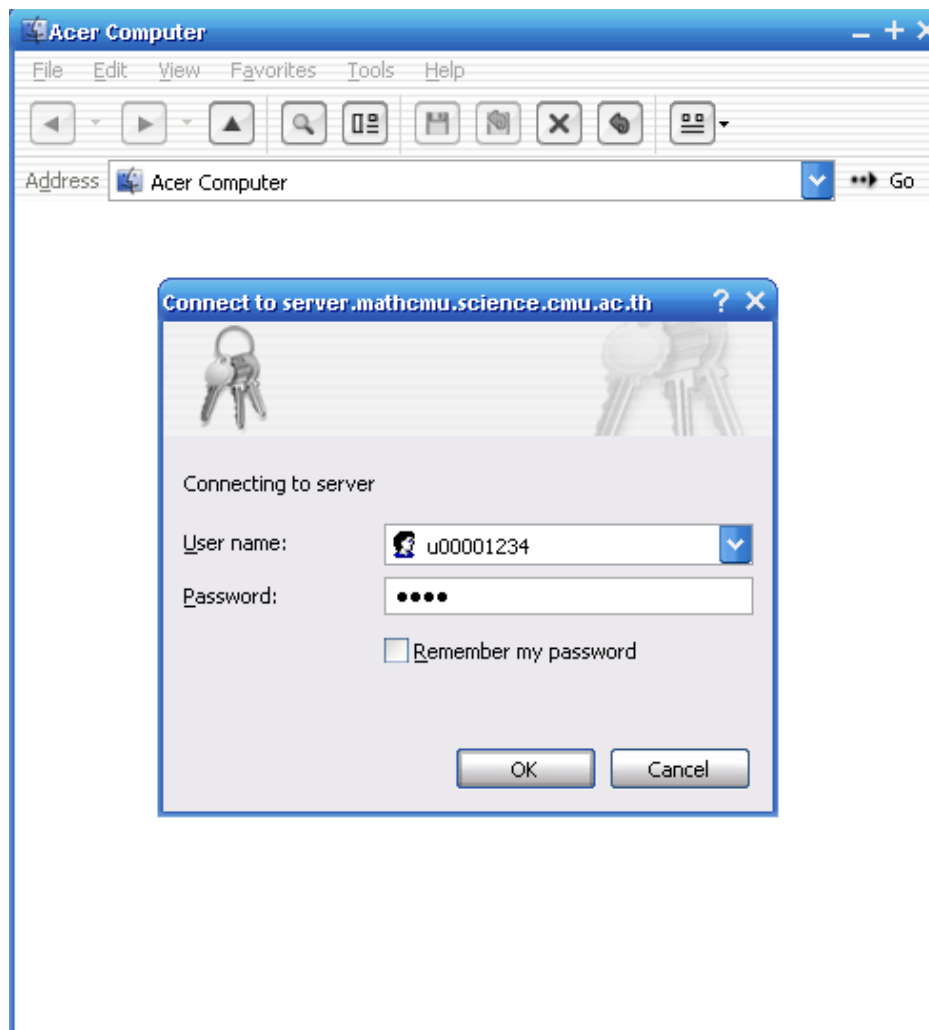 Acer Computer
File Edit View Favorites Tools Help
Address Acer Computer Go
Connect to server.mathcmu.science.cmu.ac.th
Connecting to server
User name: u00001234
Password: ●●●●
Remember my password
OK Cancel